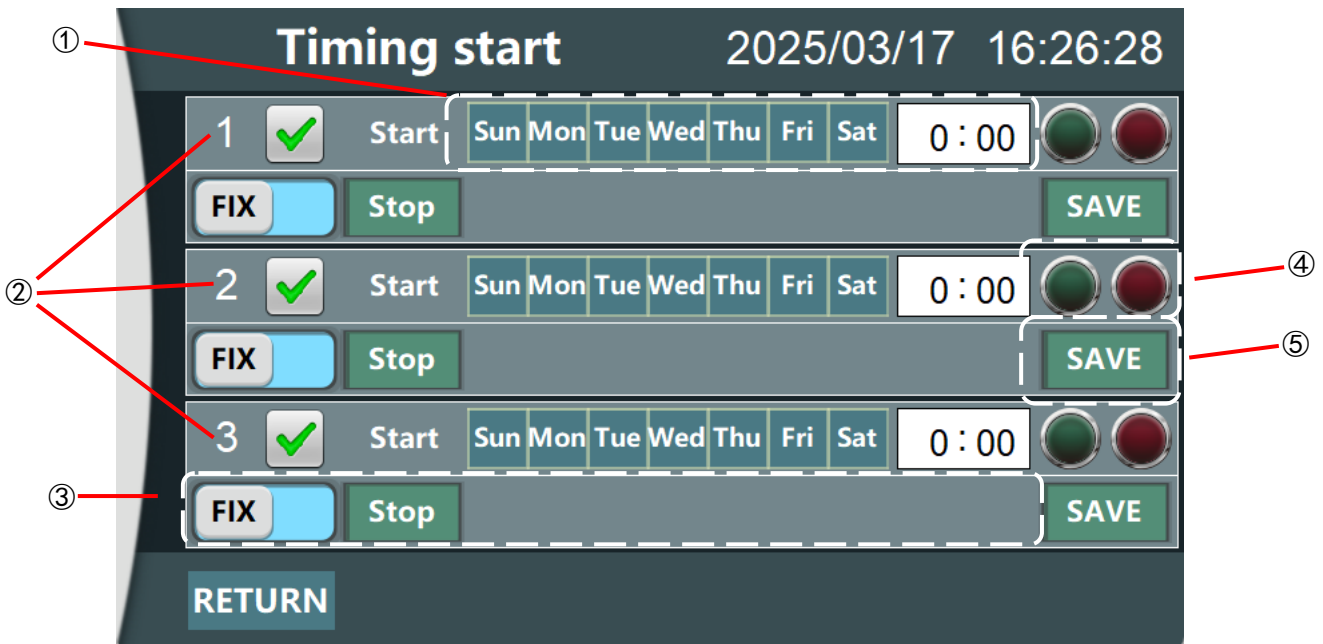 ①
Timing start 2025/03/17 16:26:28
1 Start Sun Mon Tue Wed Thu Fri Sat 0:00
FIX Stop SAVE
②
2 Start Sun Mon Tue Wed Thu Fri Sat 0:00
④
FIX Stop SAVE
⑤
3 Start Sun Mon Tue Wed Thu Fri Sat 0:00
③
FIX Stop SAVE
RETURN